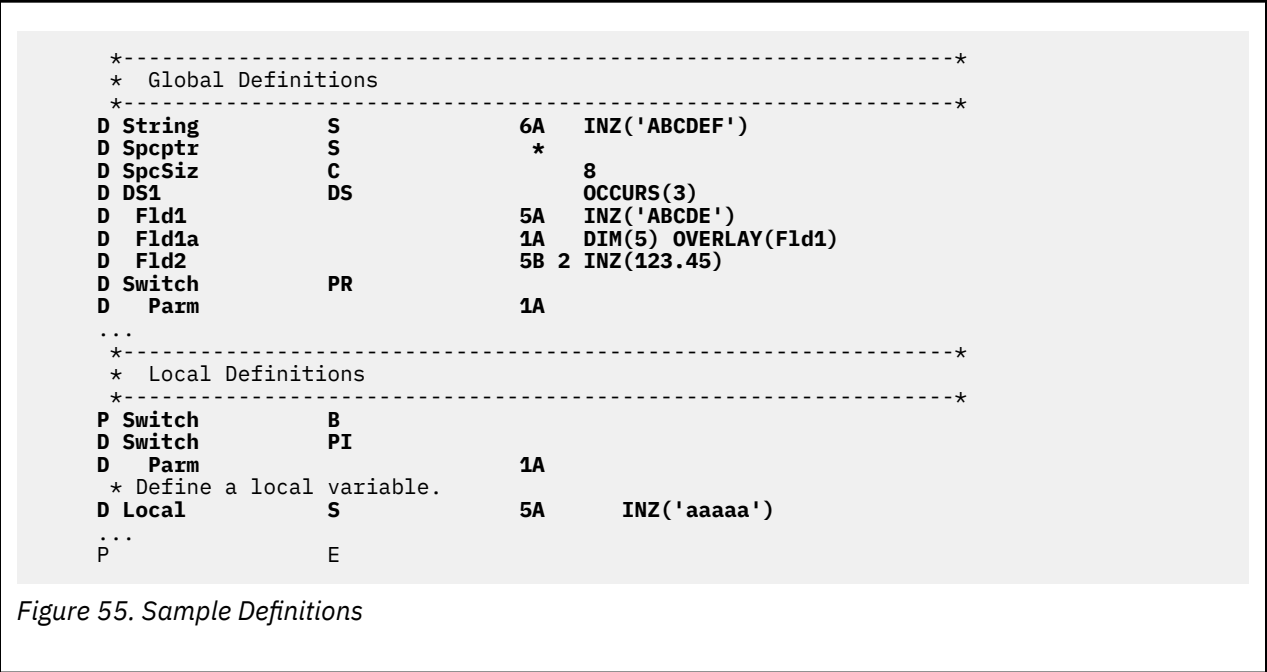 *-----------------------------------------------------------------*
*  Global Definitions
*-----------------------------------------------------------------*
D String          S              6A   INZ('ABCDEF')
D Spcptr          S               *
D SpcSiz          C                   8
D DS1             DS                  OCCURS(3)
D  Fld1                          5A   INZ('ABCDE')
D  Fld1a                         1A   DIM(5) OVERLAY(Fld1)
D  Fld2                          5B 2 INZ(123.45)
D Switch          PR
D   Parm                         1A
...
*-----------------------------------------------------------------*
*  Local Definitions
*-----------------------------------------------------------------*
P Switch          B
D Switch          PI
D   Parm                         1A
* Define a local variable.
D Local           S              5A      INZ('aaaaa')
...
P                 E
Figure 55. Sample Definitions